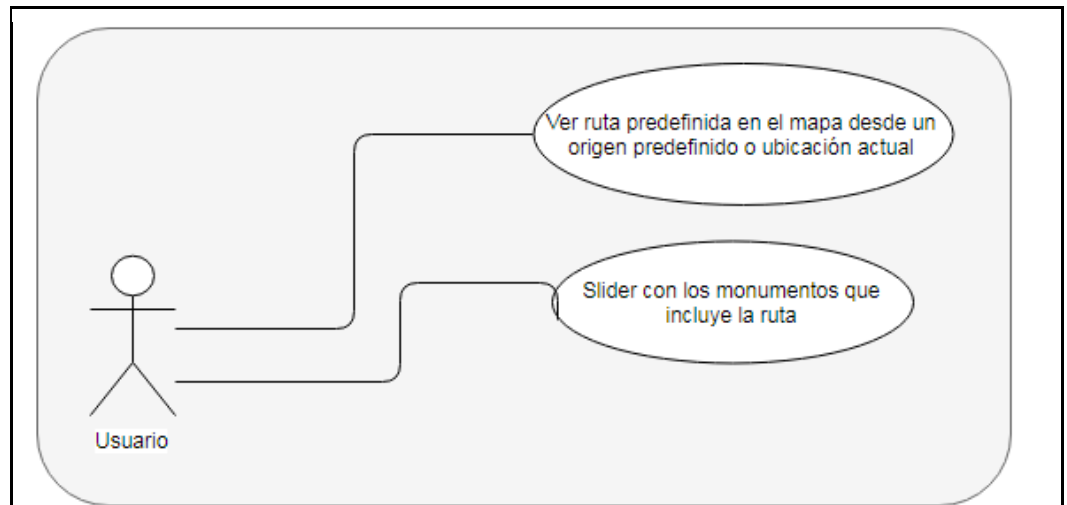 Ver ruta predefinida en el mapa desde un
origen predefinido o ubicación actual
Slider con los monumentos que
incluye la ruta
Usuario